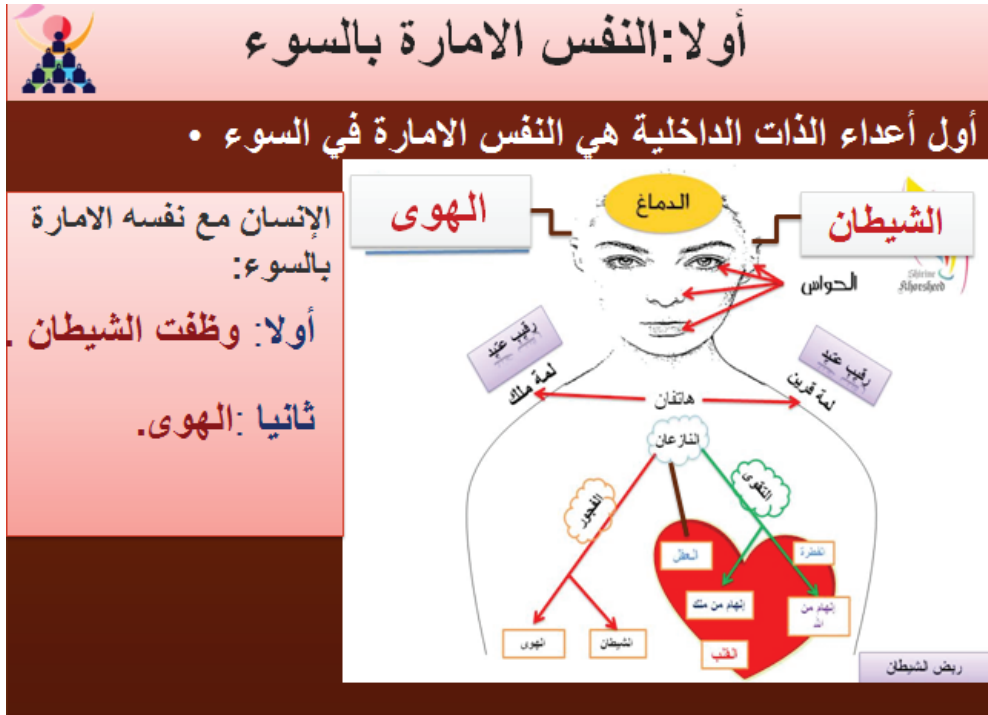 أولا:النفس الامارة بالسوء
أول أعداء الذات الداخلية هي النفس الامارة في السوء •
الإنسان مع نفسه الامارة
بالسوء:
أولا: وظفت الشيطان .
ثانيا :الهوى.
الشيطان
الدماغ
الهوى
Shirine
Khorsheed
الحواس
رقيب عتيد
لمة قرين
رقيب عتيد
لمة ملك
هاتفان
النازعان
التقوى
الفجور
الفطرة
العقل
إلهام من
الله
إلهام من ملك
القلب
الشيطان
الهوى
ربض الشيطان